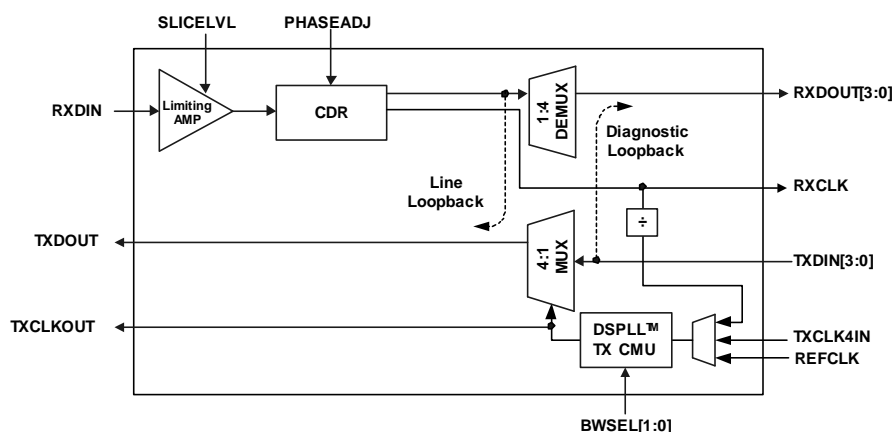 SLICELVL
PHASEADJ
RXDIN
Limiting
AMP
CDR
1:4
DEMUX
RXDOUT[3:0]
Diagnostic
Loopback
Line
Loopback
RXCLK
÷
TXDOUT
4:1
MUX
TXDIN[3:0]
TXCLKOUT
DSPLL™
TX CMU
TXCLK4IN
REFCLK
BWSEL[1:0]